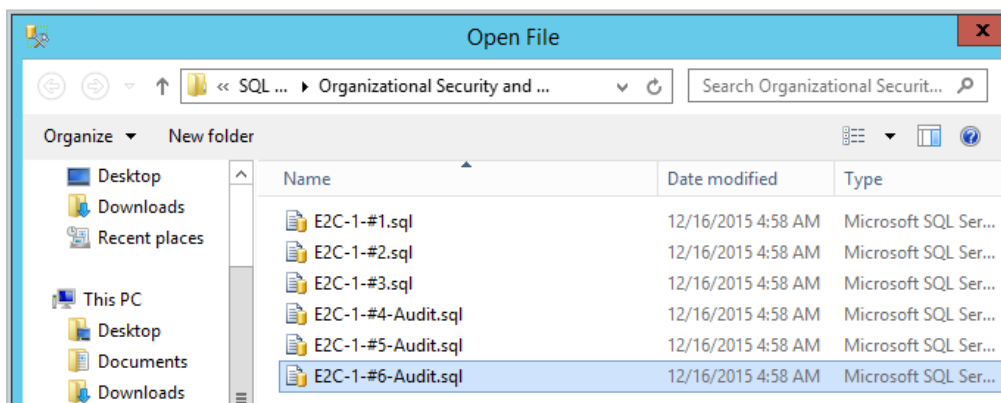 Open File
x
« SQL ... Organizational Security and ...
Search Organizational Securit...
Organize New folder
Desktop
Downloads
Recent places
This PC
Desktop
Documents
Downloads
Name Date modified Type
E2C-1-#1.sql 12/16/2015 4:58 AM Microsoft SQL Ser...
E2C-1-#2.sql 12/16/2015 4:58 AM Microsoft SQL Ser...
E2C-1-#3.sql 12/16/2015 4:58 AM Microsoft SQL Ser...
E2C-1-#4-Audit.sql 12/16/2015 4:58 AM Microsoft SQL Ser...
E2C-1-#5-Audit.sql 12/16/2015 4:58 AM Microsoft SQL Ser...
E2C-1-#6-Audit.sql 12/16/2015 4:58 AM Microsoft SQL Ser...